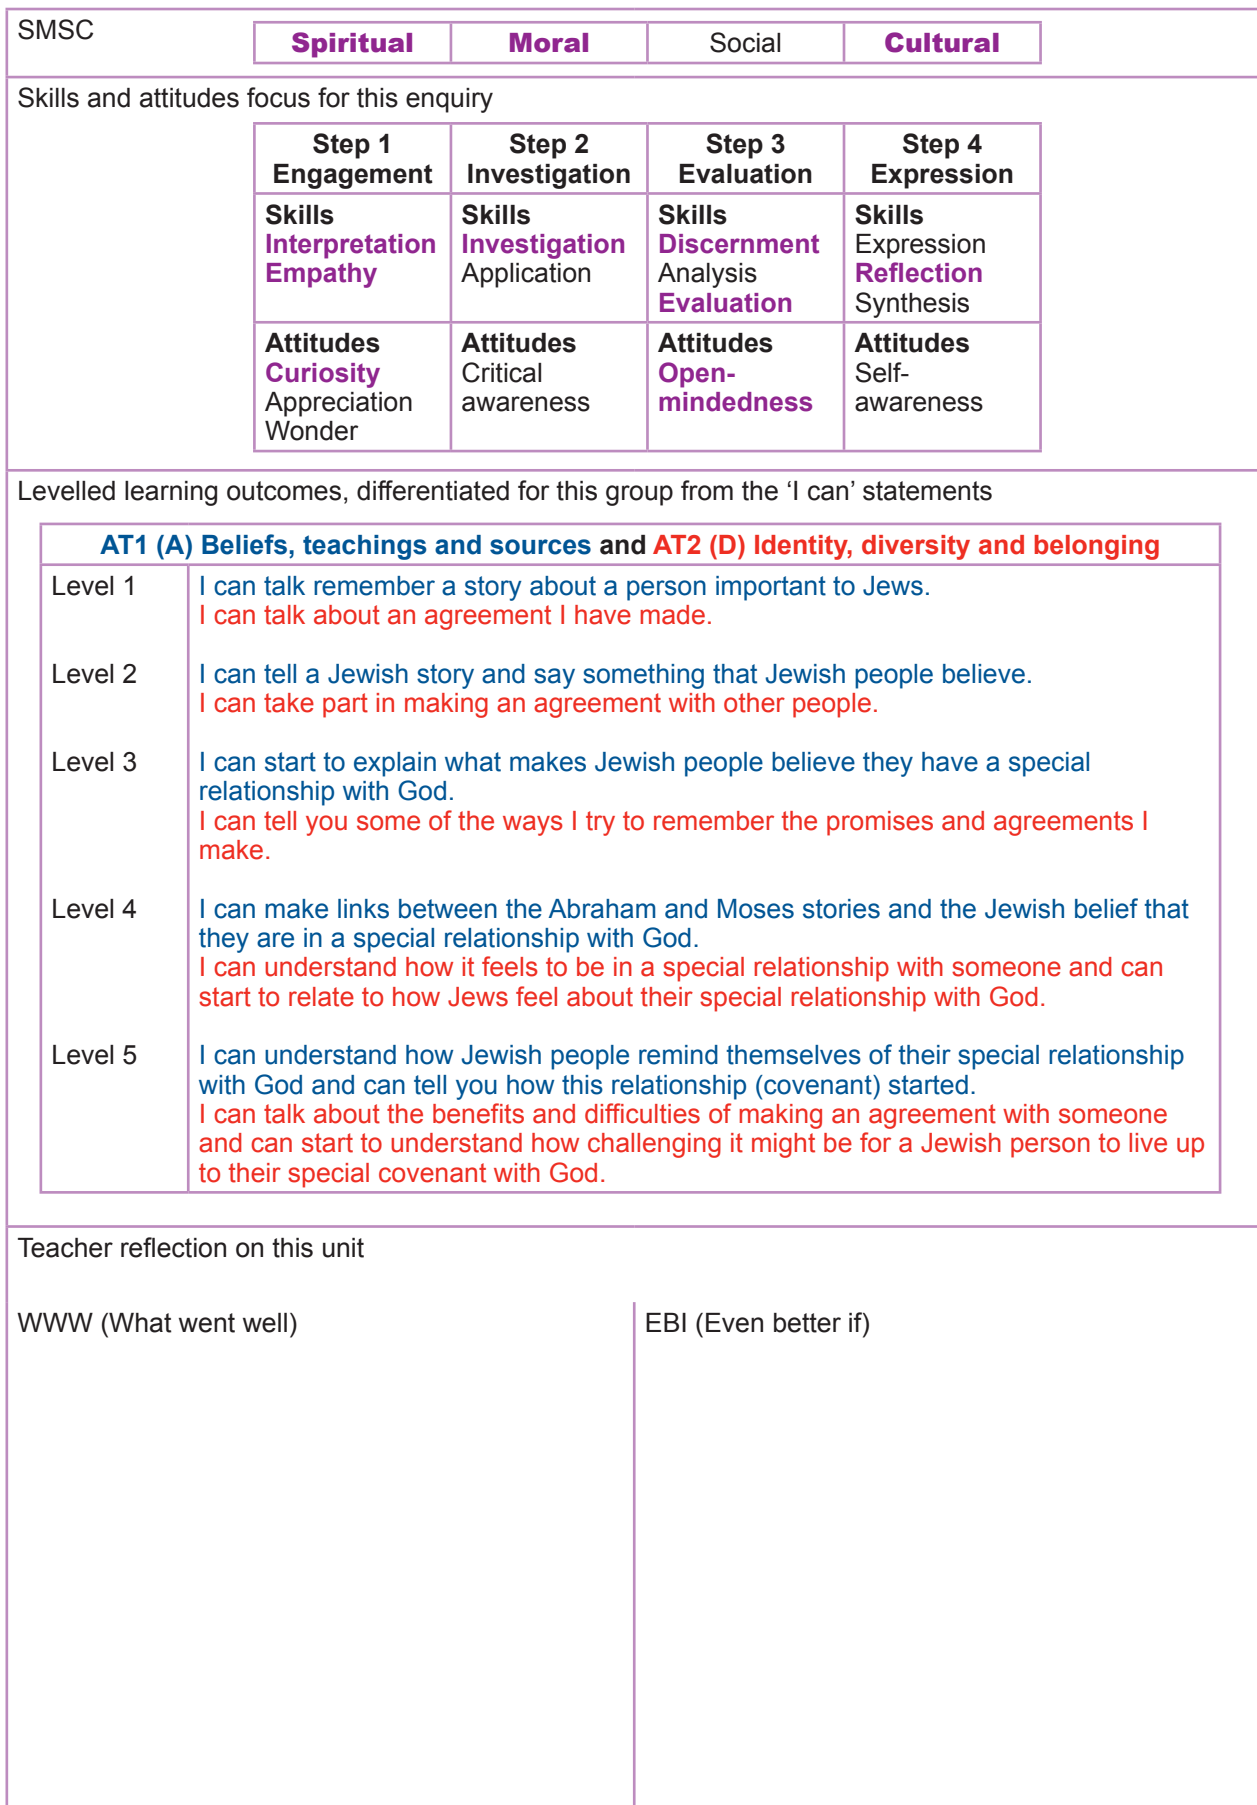 SMSC
Spiritual Moral Social Cultural
Skills and attitudes focus for this enquiry
Step 1
Engagement
Step 2
Investigation
Step 3
Evaluation
Step 4
Expression
Skills
Interpretation
Empathy
Skills
Investigation
Application
Skills
Discernment
Analysis
Evaluation
Skills
Expression
Reflection
Synthesis
Attitudes
Curiosity
Appreciation
Wonder
Attitudes
Critical
awareness
Attitudes
Open-
mindedness
Attitudes
Self-
awareness
Levelled learning outcomes, differentiated for this group from the ‘I can’ statements
AT1 (A) Beliefs, teachings and sources and AT2 (D) Identity, diversity and belonging
Level 1
I can talk remember a story about a person important to Jews.
I can talk about an agreement I have made.
Level 2
I can tell a Jewish story and say something that Jewish people believe.
I can take part in making an agreement with other people.
Level 3
I can start to explain what makes Jewish people believe they have a special
relationship with God.
I can tell you some of the ways I try to remember the promises and agreements I
make.
Level 4
I can make links between the Abraham and Moses stories and the Jewish belief that
they are in a special relationship with God.
I can understand how it feels to be in a special relationship with someone and can
start to relate to how Jews feel about their special relationship with God.
Level 5
I can understand how Jewish people remind themselves of their special relationship
with God and can tell you how this relationship (covenant) started.
I can talk about the benefits and difficulties of making an agreement with someone
and can start to understand how challenging it might be for a Jewish person to live up
to their special covenant with God.
Teacher reflection on this unit
WWW (What went well)
EBI (Even better if)